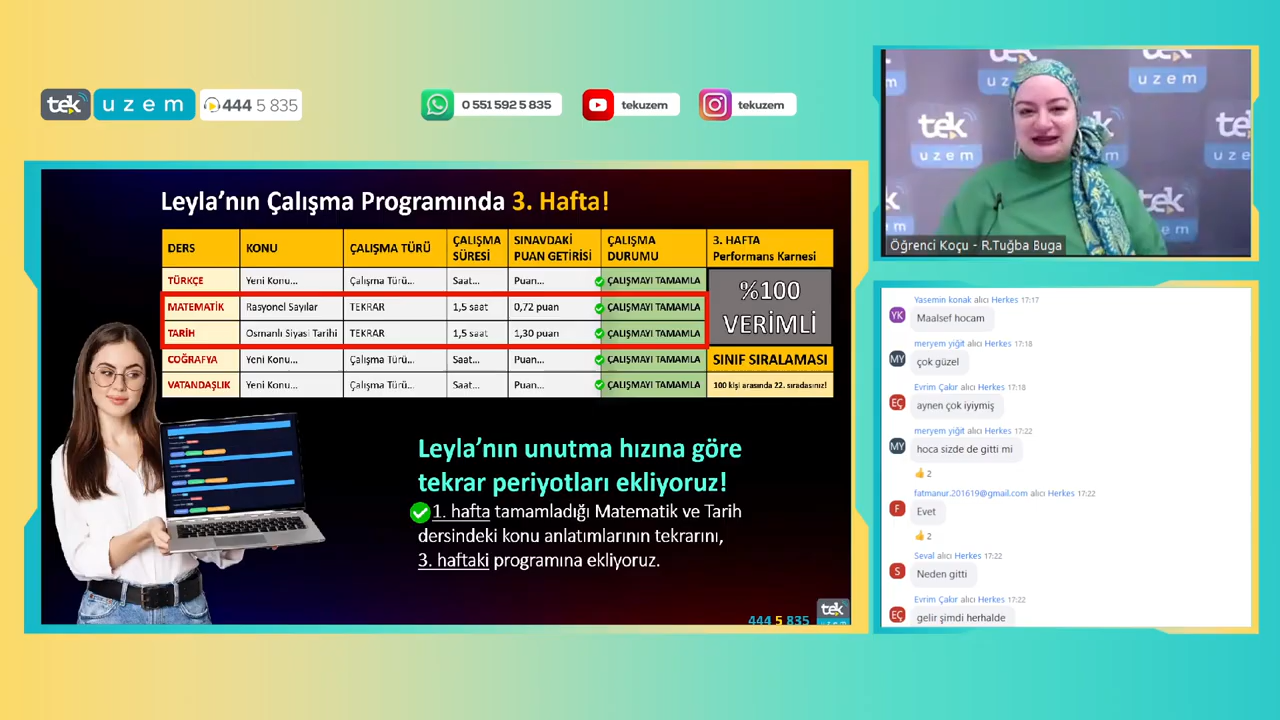 tek uzem 444 5 835
0 551 592 5 835
tekuzem
tekuzem
Leyla’nın Çalışma Programında 3. Hafta!
DERS KONU ÇALIŞMA TÜRÜ ÇALIŞMA SÜRESİ SINAVDAKİ PUAN GETİRİSİ ÇALIŞMA DURUMU 3. HAFTA Performans Karnesi
TÜRKÇE Yeni Konu... Çalışma Türü... Saat... Puan... ÇALIŞMAYI TAMAMLA
MATEMATİK Rasyonel Sayılar TEKRAR 1,5 saat 0,72 puan ÇALIŞMAYI TAMAMLA
TARİH Osmanlı Siyasi Tarihi TEKRAR 1,5 saat 1,30 puan ÇALIŞMAYI TAMAMLA
COĞRAFYA Yeni Konu... Çalışma Türü... Saat... Puan... ÇALIŞMAYI TAMAMLA
VATANDAŞLIK Yeni Konu... Çalışma Türü... Saat... Puan... ÇALIŞMAYI TAMAMLA
%100
VERİMLİ
SINIF SIRALAMASI
100 kişi arasında 22. sıradasınız!
Leyla’nın unutma hızına göre
tekrar periyotları ekliyoruz!
1. hafta tamamladığı Matematik ve Tarih
dersindeki konu anlatımlarının tekrarını,
3. haftaki programına ekliyoruz.
444 5 835
tek
tek
uzem
Öğrenci Koçu - R.Tuğba Buga
Yasemin konak alıcı Herkes 17:17
YK Maalsef hocam
meryem yiğit alıcı Herkes 17:18
MY çok güzel
Evrim Çakır alıcı Herkes 17:18
EÇ aynen çok iyiymiş
meryem yiğit alıcı Herkes 17:22
MY hoca sizde de gitti mi
2
fatmanur.201619@gmail.com alıcı Herkes 17:22
F Evet
2
Seval alıcı Herkes 17:22
S Neden gitti
Evrim Çakır alıcı Herkes 17:22
EÇ gelir şimdi herhalde